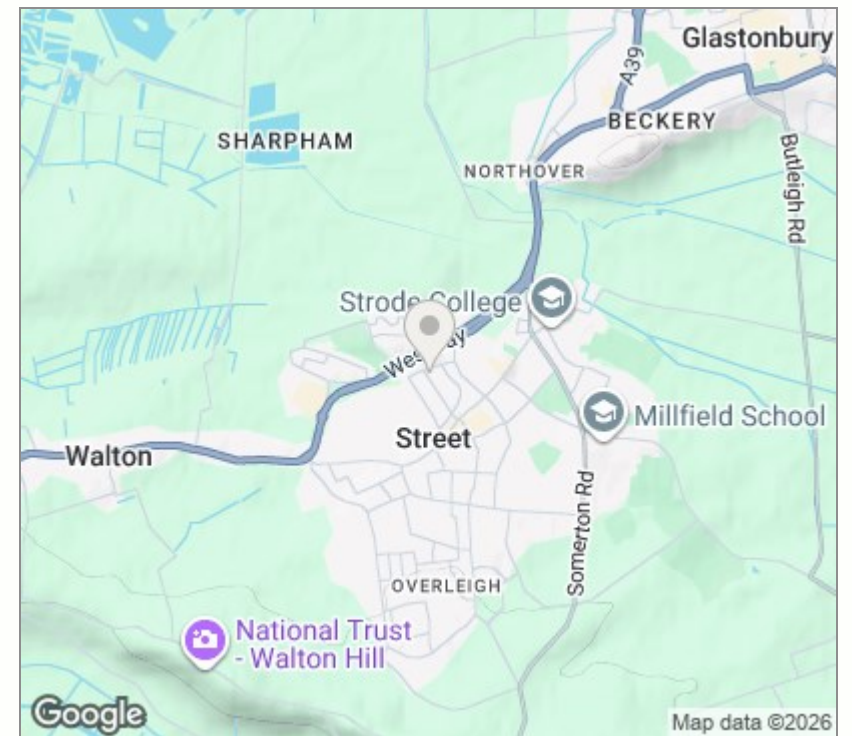 Glastonbury
A39
BECKERY
SHARPHAM
NORTHOVER
Butleigh Rd
Strode College
Westway
Millfield School
Street
Walton
Somerton Rd
OVERLEIGH
National Trust
- Walton Hill
Google
Map data ©2026